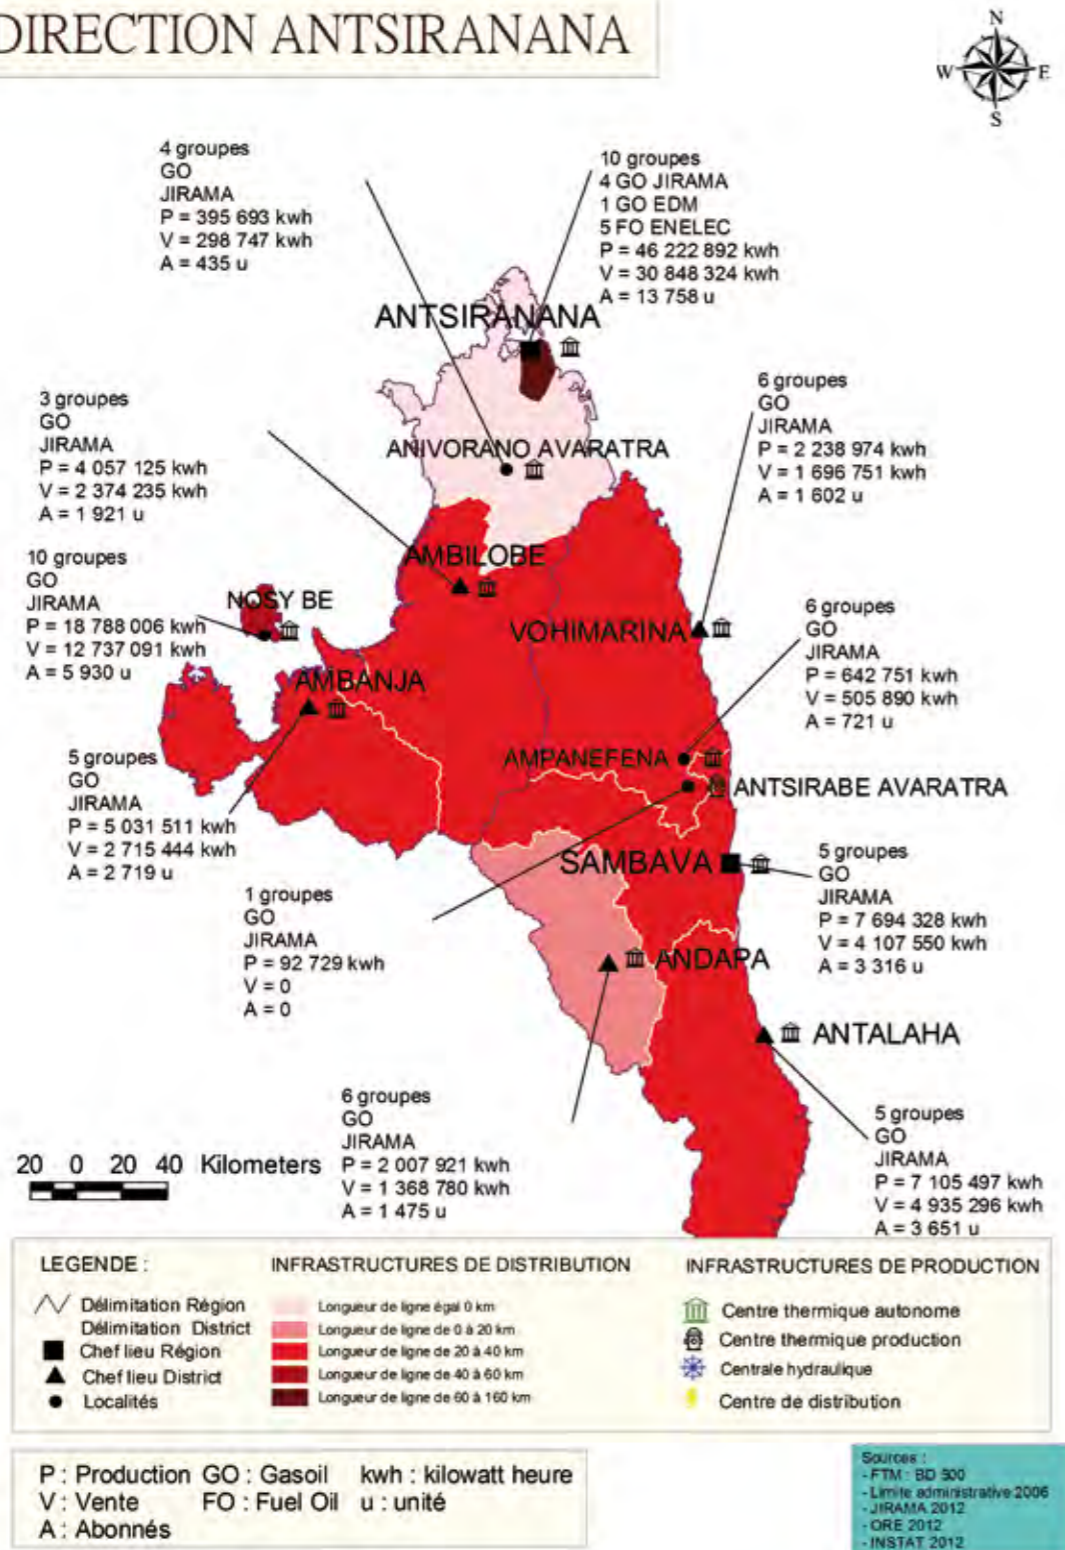 DIRECTION ANTSIRANANA
N
W E
S
4 groupes
GO
JIRAMA
P = 395 693 kwh
V = 298 747 kwh
A = 435 u
10 groupes
4 GO JIRAMA
1 GO EDM
5 FO ENELEC
P = 46 222 892 kwh
V = 30 848 324 kwh
A = 13 758 u
ANTSIRANANA
3 groupes
GO
JIRAMA
P = 4 057 125 kwh
V = 2 374 235 kwh
A = 1 921 u
6 groupes
GO
JIRAMA
P = 2 238 974 kwh
V = 1 696 751 kwh
A = 1 602 u
ANIVORANO AVARATRA
AMBILOBE
10 groupes
GO
JIRAMA
P = 18 788 006 kwh
V = 12 737 091 kwh
A = 5 930 u
NOSY BE
VOHIMARINA
6 groupes
GO
JIRAMA
P = 642 751 kwh
V = 505 890 kwh
A = 721 u
AMBANJA
AMPANEFENA
ANTSIRABE AVARATRA
5 groupes
GO
JIRAMA
P = 5 031 511 kwh
V = 2 715 444 kwh
A = 2 719 u
SAMBAVA
5 groupes
GO
JIRAMA
P = 7 694 328 kwh
V = 4 107 550 kwh
A = 3 316 u
1 groupes
GO
JIRAMA
P = 92 729 kwh
V = 0
A = 0
ANDAPA
ANTALAHA
6 groupes
GO
JIRAMA
P = 2 007 921 kwh
V = 1 368 780 kwh
A = 1 475 u
5 groupes
GO
JIRAMA
P = 7 105 497 kwh
V = 4 935 296 kwh
A = 3 651 u
20 0 20 40 Kilometers
LEGENDE :
Délimitation Région
Délimitation District
Chef lieu Région
Chef lieu District
Localités
INFRASTRUCTURES DE DISTRIBUTION
Longueur de ligne égal 0 km
Longueur de ligne de 0 à 20 km
Longueur de ligne de 20 à 40 km
Longueur de ligne de 40 à 60 km
Longueur de ligne de 60 à 160 km
INFRASTRUCTURES DE PRODUCTION
Centre thermique autonome
Centre thermique production
Centrale hydraulique
Centre de distribution
P : Production GO : Gasoil kwh : kilowatt heure
V : Vente FO : Fuel Oil u : unité
A : Abonnés
Sources :
- FTM : BD 500
- Limite administrative 2006
- JIRAMA 2012
- ORE 2012
- INSTAT 2012